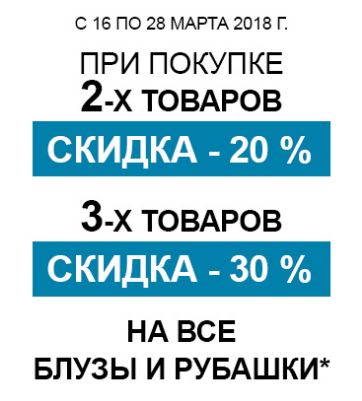 С 16 ПО 28 МАРТА 2018 Г.
ПРИ ПОКУПКЕ
2-Х ТОВАРОВ
СКИДКА - 20 %
3-Х ТОВАРОВ
СКИДКА - 30 %
НА ВСЕ
БЛУЗЫ И РУБАШКИ*